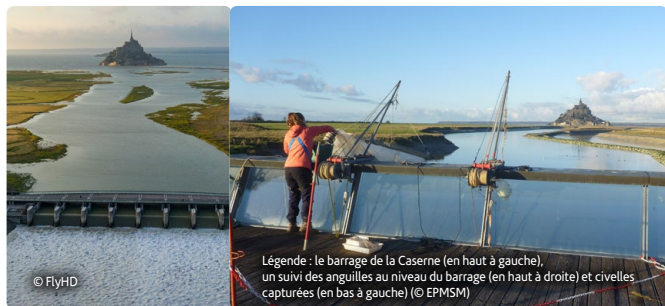 © FlyHD
Légende : le barrage de la Caserne (en haut à gauche),
un suivi des anguilles au niveau du barrage (en haut à droite) et civelles
capturées (en bas à gauche) (© EPMSM)